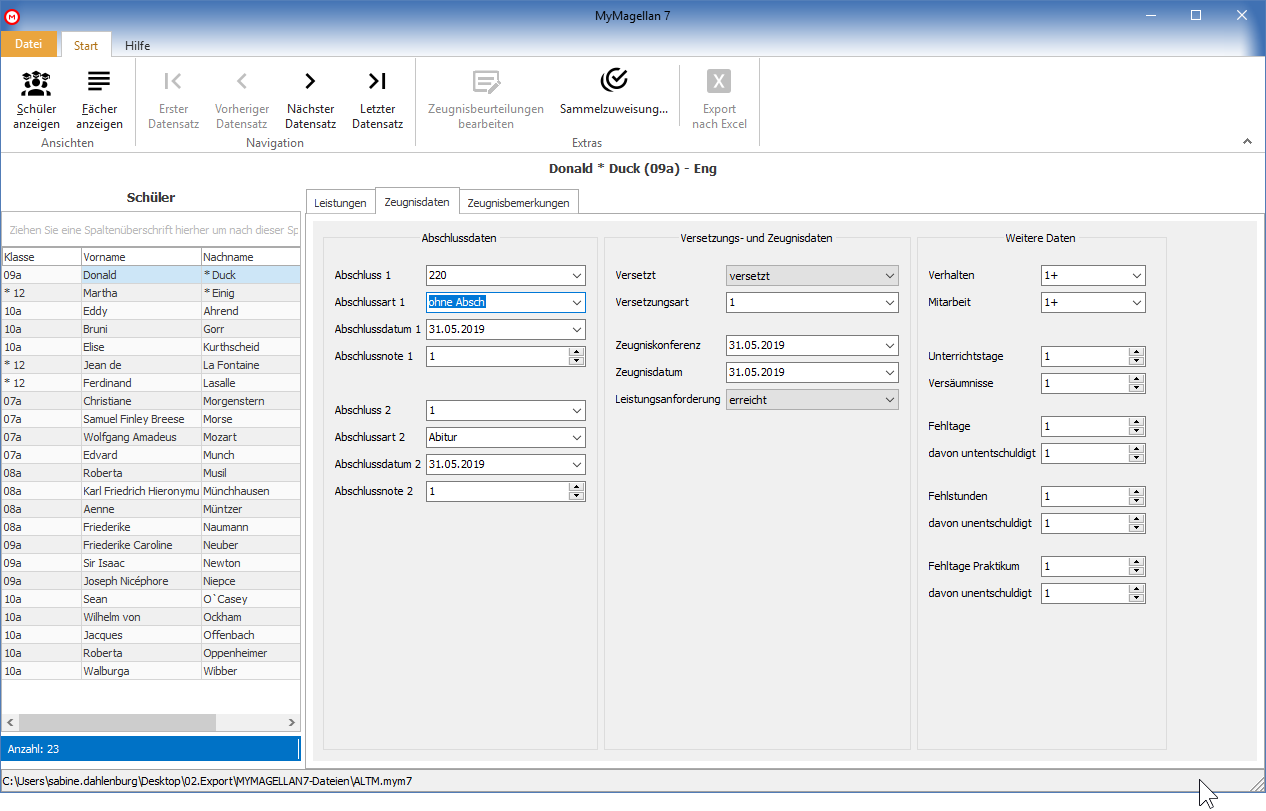 MyMagellan 7
Datei Start Hilfe
Schüler anzeigen
Fächer anzeigen
Erster Datensatz
Vorheriger Datensatz
Nächster Datensatz
Letzter Datensatz
Zeugnisbeurteilungen bearbeiten
Sammelzuweisung...
X
Export nach Excel
Ansichten Navigation Extras
Donald * Duck (09a) - Eng
Schüler
Ziehen Sie eine Spaltenüberschrift hierher um nach dieser Sp
Klasse Vorname Nachname
09a Donald * Duck
* 12 Martha * Einig
10a Eddy Ahrend
10a Bruni Gorr
10a Elise Kurthscheid
* 12 Jean de La Fontaine
* 12 Ferdinand Lasalle
07a Christiane Morgenstern
07a Samuel Finley Breese Morse
07a Wolfgang Amadeus Mozart
07a Edvard Munch
08a Roberta Musil
08a Karl Friedrich Hieronymu Münchhausen
08a Aenne Müntzer
08a Friederike Naumann
09a Friederike Caroline Neuber
09a Sir Isaac Newton
09a Joseph Nicéphore Niepce
10a Sean O`Casey
10a Wilhelm von Ockham
10a Jacques Offenbach
10a Roberta Oppenheimer
10a Walburga Wibber
Anzahl: 23
Leistungen Zeugnisdaten Zeugnisbemerkungen
Abschlussdaten
Abschluss 1 220
Abschlussart 1 ohne Absch
Abschlussdatum 1 31.05.2019
Abschlussnote 1 1
Abschluss 2 1
Abschlussart 2 Abitur
Abschlussdatum 2 31.05.2019
Abschlussnote 2 1
Versetzungs- und Zeugnisdaten
Versetzt versetzt
Versetzungsart 1
Zeugniskonferenz 31.05.2019
Zeugnisdatum 31.05.2019
Leistungsanforderung erreicht
Weitere Daten
Verhalten 1+
Mitarbeit 1+
Unterrichtstage 1
Versäumnisse 1
Fehltage 1
davon untentschuldigt 1
Fehlstunden 1
davon unentschuldigt 1
Fehltage Praktikum 1
davon unentschuldigt 1
C:\Users\sabine.dahlenburg\Desktop\02.Export\MYMAGELLAN7-Dateien\ALTM.mym7